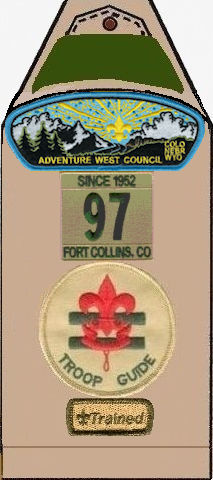 ADVENTURE WEST COUNCIL
COLO
NEBR
WYO
SINCE 1952
97
FORT COLLINS, CO
TROOP GUIDE
Trained